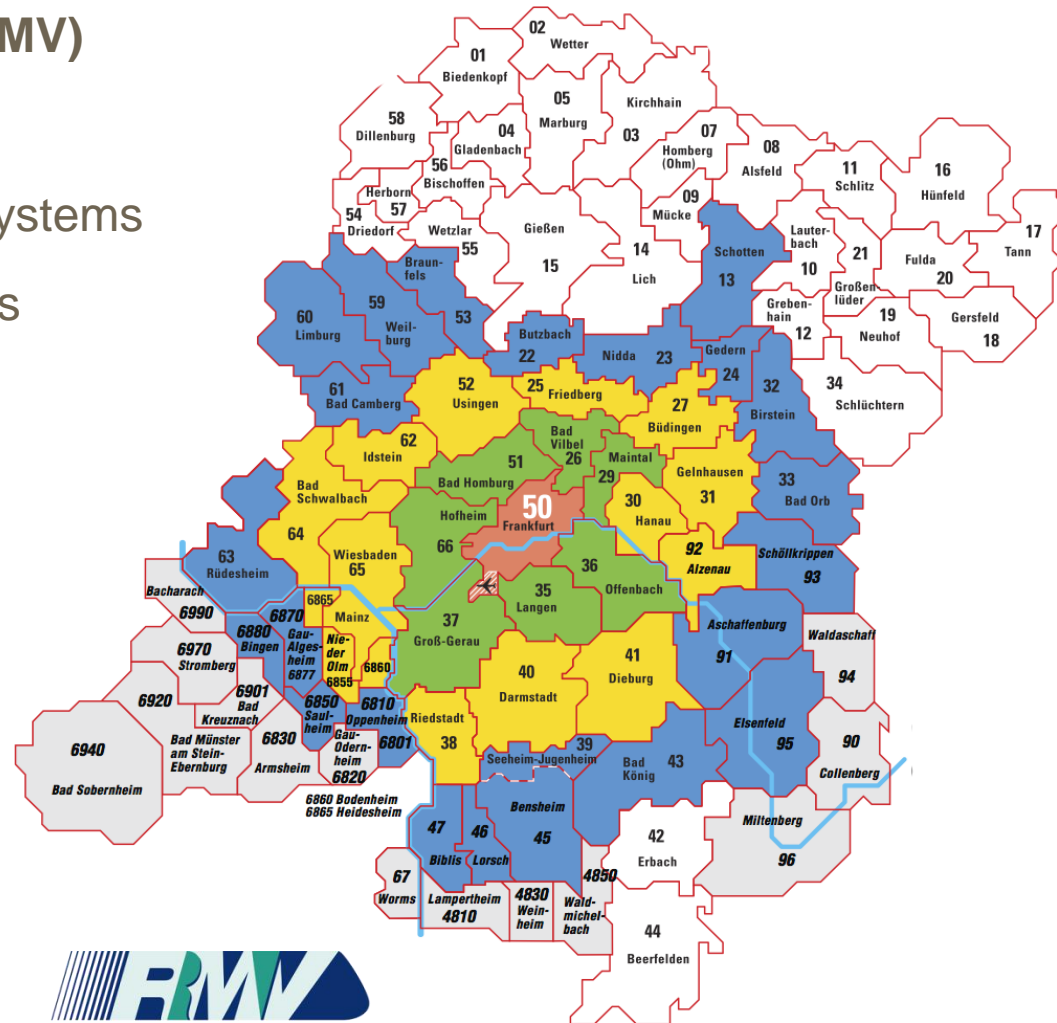 MV)
02
Wetter
01
Biedenkopf
05
Marburg
Kirchhain
03
58
Dillenburg
04
Gladenbach
07
Homberg
(Ohm)
08
Alsfeld
11
Schlitz
16
Hünfeld
56
Bischoffen
Herborn
57
09
Mücke
ystems
54
Driedorf
Wetzlar
55
Gießen
15
14
Lich
Schotten
13
Lauter-
bach
10
21
Großen
lüder
Fulda
20
17
Tann
s
Braun-
fels
53
59
Weil-
burg
60
Limburg
Greben-
hain
12
19
Neuhof
Gersfeld
18
Butzbach
22
Nidda
23
Gedern
24
32
Birstein
34
Schlüchtern
61
Bad Camberg
52
Usingen
25
Friedberg
27
Büdingen
62
Idstein
Bad
Vilbel
26
51
Bad Homburg
Maintal
29
Gelnhausen
31
33
Bad Orb
Bad
Schwalbach
64
Hofheim
66
50
Frankfurt
30
Hanau
63
Rüdesheim
Wiesbaden
65
92
Alzenau
Schöllkrippen
93
36
Offenbach
35
Langen
Bacharach
6990
6865
Mainz
37
Groß-Gerau
6870
Gau-
Alges-
heim
6877
6880
Bingen
Nie-
der
Olm
6855
6860
Aschaffenburg
91
Waldaschaff
94
6970
Stromberg
40
Darmstadt
41
Dieburg
6920
6901
Bad
Kreuznach
6850
Saul-
heim
6810
Oppenheim
6801
Riedstadt
38
6940
Bad Sobernheim
Bad Münster
am Stein-
Ebernburg
6830
Armsheim
Gau-
Odern-
heim
6820
39
Seeheim-Jugenheim
Bad
König
43
Elsenfeld
95
90
Collenberg
6860 Bodenheim
6865 Heidesheim
47
Biblis
46
Lorsch
Bensheim
45
42
Erbach
Miltenberg
96
67
Worms
Lampertheim
4810
4830
Wein-
heim
4850
Wald-
michel-
bach
44
Beerfelden
RMV